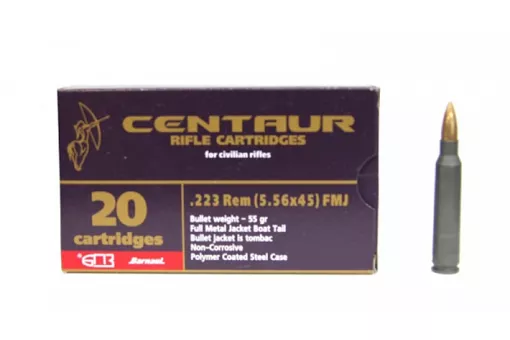 CENTAUR
RIFLE CARTRIDGES
for civilian rifles
20
cartridges
.223 Rem (5.56x45) FMJ
Bullet weight - 55 gr
Full Metal Jacket Boat Tail
Bullet jacket is tombac
Non-Corrosive
Polymer Coated Steel Case
Barnaul